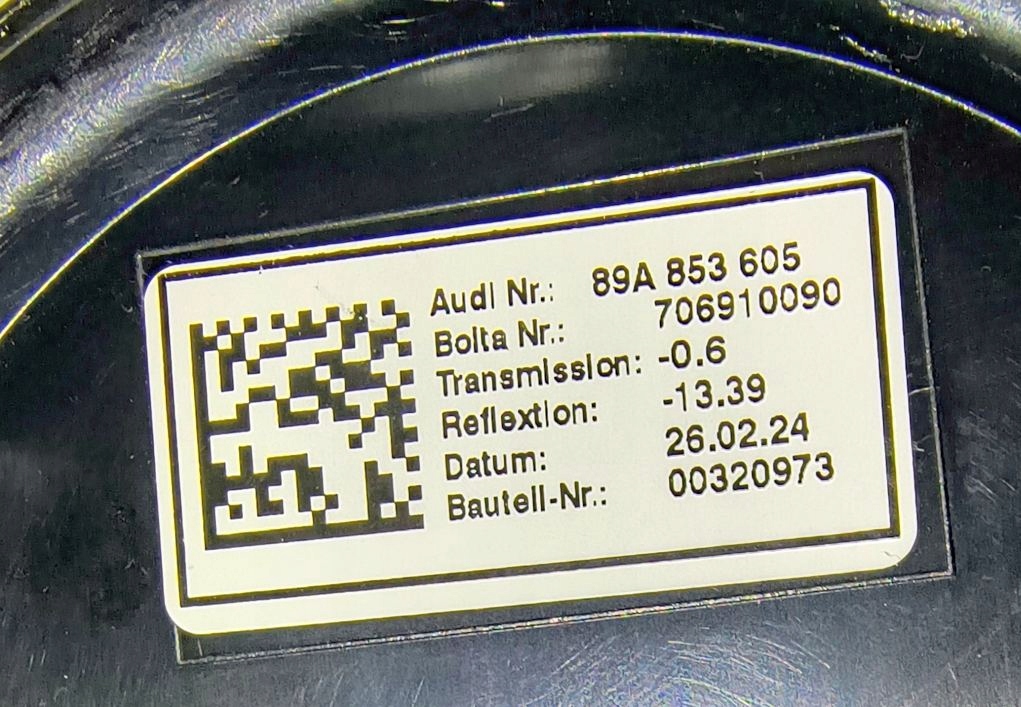 Audi Nr.: 89A 853 605
Bolta Nr.: 706910090
Transmission: -0.6
Reflextion: -13.39
Datum: 26.02.24
Bauteil-Nr.: 00320973